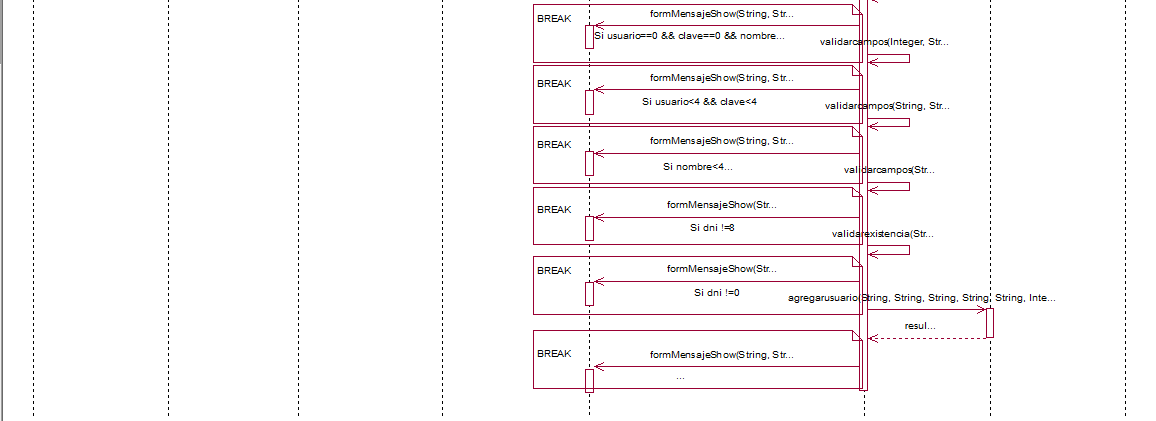 formMensajeShow(String, Str...
BREAK
Si usuario==0 && clave==0 && nombre...
validarcampos(Integer, Str...
formMensajeShow(String, Str...
BREAK
Si usuario<4 && clave<4
validarcampos(String, Str...
formMensajeShow(String, Str...
BREAK
Si nombre<4...
validarcampos(Str...
formMensajeShow(Str...
BREAK
Si dni !=8
validarexistencia(Str...
formMensajeShow(Str...
BREAK
Si dni !=0
agregarusuario(String, String, String, String, String, Inte...
resul...
BREAK
formMensajeShow(String, Str...
...